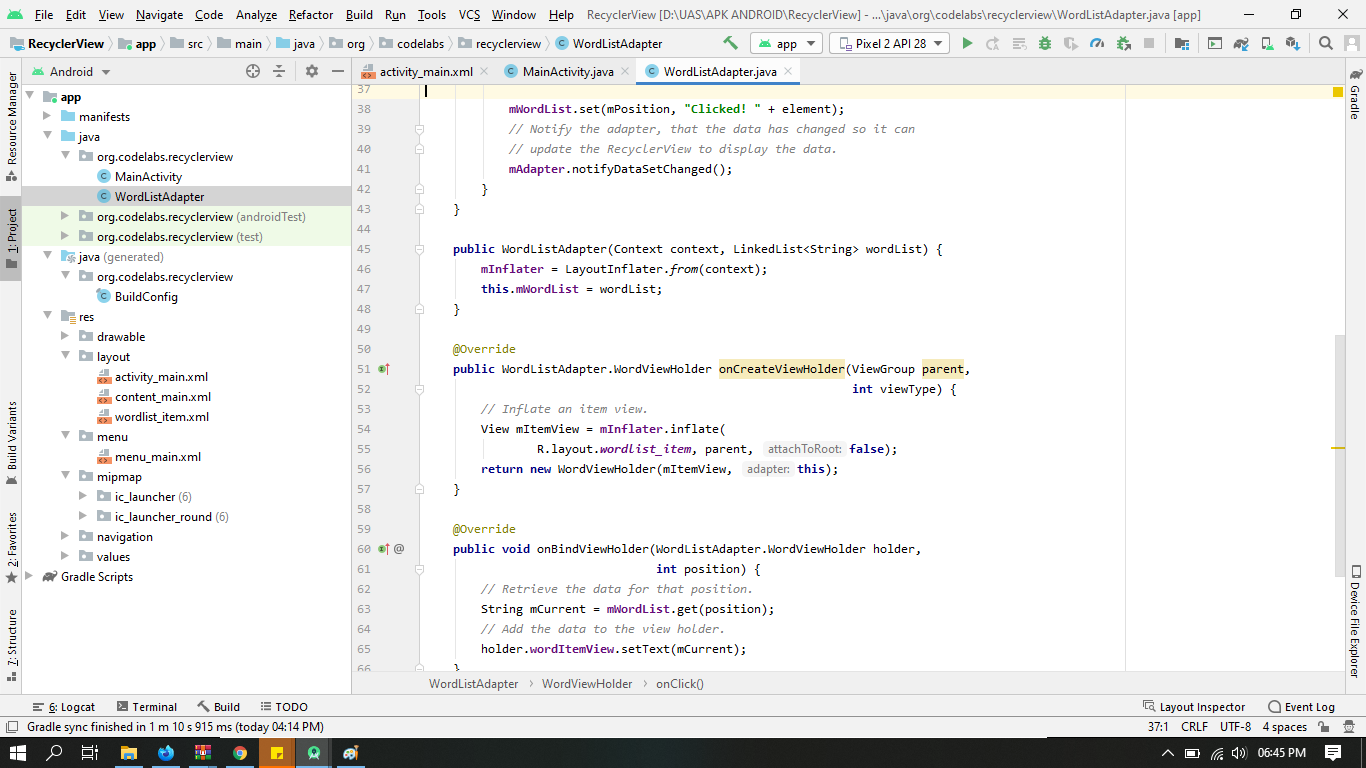 File Edit View Navigate Code Analyze Refactor Build Run Tools VCS Window Help RecyclerView [D:\UAS\APK ANDROID\RecyclerView] - ...\java\org\codelabs\recyclerview\WordListAdapter.java [app]
RecyclerView app src main java org codelabs recyclerview WordListAdapter app Pixel 2 API 28
Android activity_main.xml MainActivity.java WordListAdapter.java
Resource Manager
1: Project
Build Variants
2: Favorites
7: Structure
app
manifests
java
org.codelabs.recyclerview
MainActivity
WordListAdapter
org.codelabs.recyclerview (androidTest)
org.codelabs.recyclerview (test)
java (generated)
org.codelabs.recyclerview
BuildConfig
res
drawable
layout
activity_main.xml
content_main.xml
wordlist_item.xml
menu
menu_main.xml
mipmap
ic_launcher (6)
ic_launcher_round (6)
navigation
values
Gradle Scripts
37
38 mWordList.set(mPosition, "Clicked! " + element);
39 // Notify the adapter, that the data has changed so it can
40 // update the RecyclerView to display the data.
41 mAdapter.notifyDataSetChanged();
42 }
43 }
44
45 public WordListAdapter(Context context, LinkedList<String> wordList) {
46 mInflater = LayoutInflater.from(context);
47 this.mWordList = wordList;
48 }
49
50 @Override
51 public WordListAdapter.WordViewHolder onCreateViewHolder(ViewGroup parent,
52 int viewType) {
53 // Inflate an item view.
54 View mItemView = mInflater.inflate(
55 R.layout.wordlist_item, parent, attachToRoot: false);
56 return new WordViewHolder(mItemView, adapter: this);
57 }
58
59 @Override
60 @ public void onBindViewHolder(WordListAdapter.WordViewHolder holder,
61 int position) {
62 // Retrieve the data for that position.
63 String mCurrent = mWordList.get(position);
64 // Add the data to the view holder.
65 holder.wordItemView.setText(mCurrent);
66 }
Gradle
Device File Explorer
WordListAdapter WordViewHolder onClick()
6: Logcat Terminal Build TODO Layout Inspector Event Log
Gradle sync finished in 1 m 10 s 915 ms (today 04:14 PM) 37:1 CRLF UTF-8 4 spaces
06:45 PM